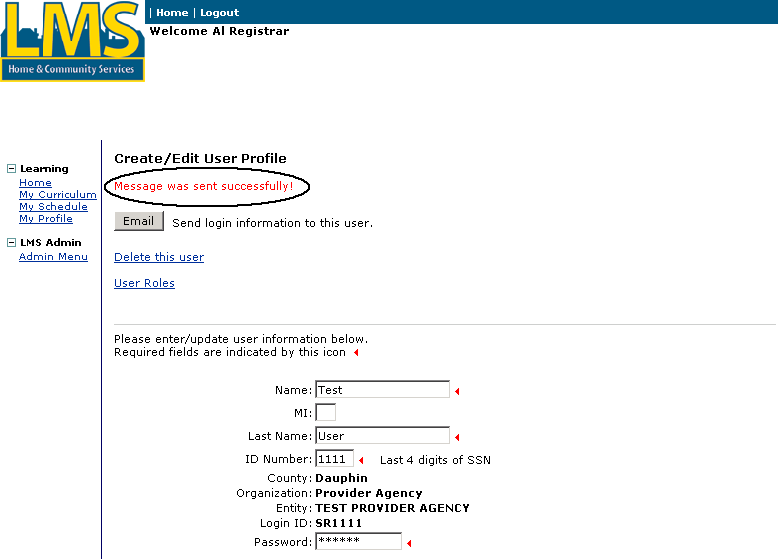 LMS
Home & Community Services
| Home | Logout
Welcome Al Registrar
Learning
Home
My Curriculum
My Schedule
My Profile
LMS Admin
Admin Menu
Create/Edit User Profile
Message was sent successfully!
Email Send login information to this user.
Delete this user
User Roles
Please enter/update user information below.
Required fields are indicated by this icon
Name: Test
MI:
Last Name: User
ID Number: 1111 Last 4 digits of SSN
County: Dauphin
Organization: Provider Agency
Entity: TEST PROVIDER AGENCY
Login ID: SR1111
Password: ******